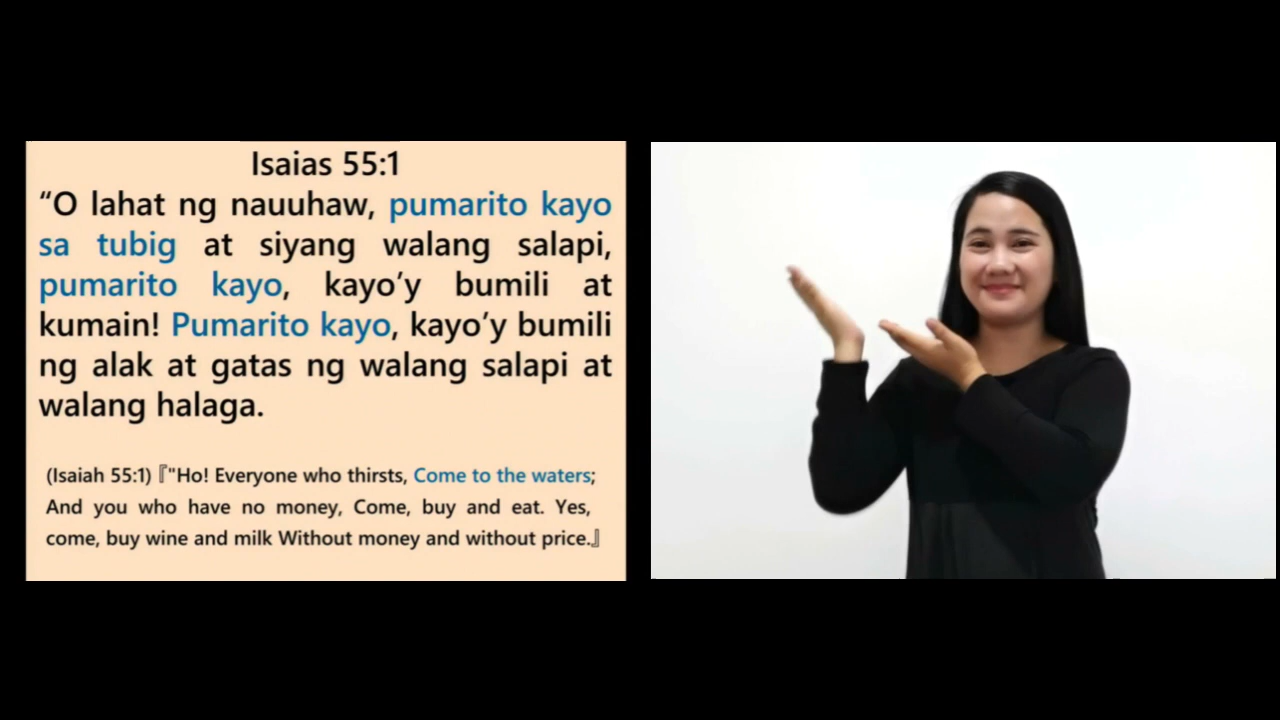 Isaias 55:1
“O lahat ng nauuhaw, pumarito kayo
sa tubig at siyang walang salapi,
pumarito kayo, kayo’y bumili at
kumain! Pumarito kayo, kayo’y bumili
ng alak at gatas ng walang salapi at
walang halaga.
(Isaiah 55:1)『"Ho! Everyone who thirsts, Come to the waters;
And you who have no money, Come, buy and eat. Yes,
come, buy wine and milk Without money and without price.』